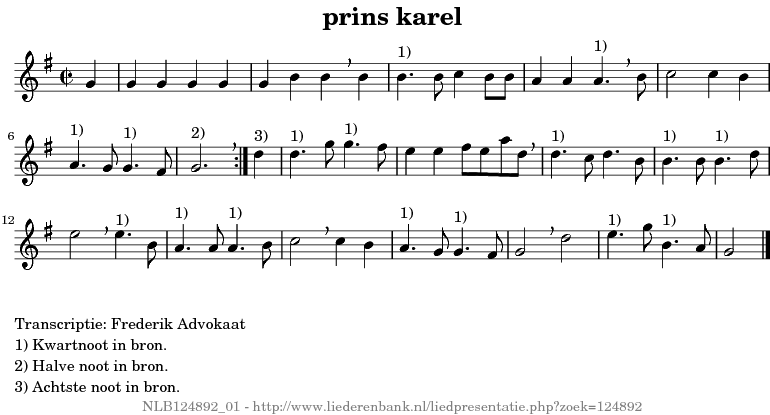 prins karel
1) 1)
6 1) 1) 2) 3) 1) 1) 1) 1) 1)
12 1) 1) 1) 1) 1) 1) 1)
Transcriptie: Frederik Advokaat
1) Kwartnoot in bron.
2) Halve noot in bron.
3) Achtste noot in bron.
NLB124892_01 - http://www.liederenbank.nl/liedpresentatie.php?zoek=124892